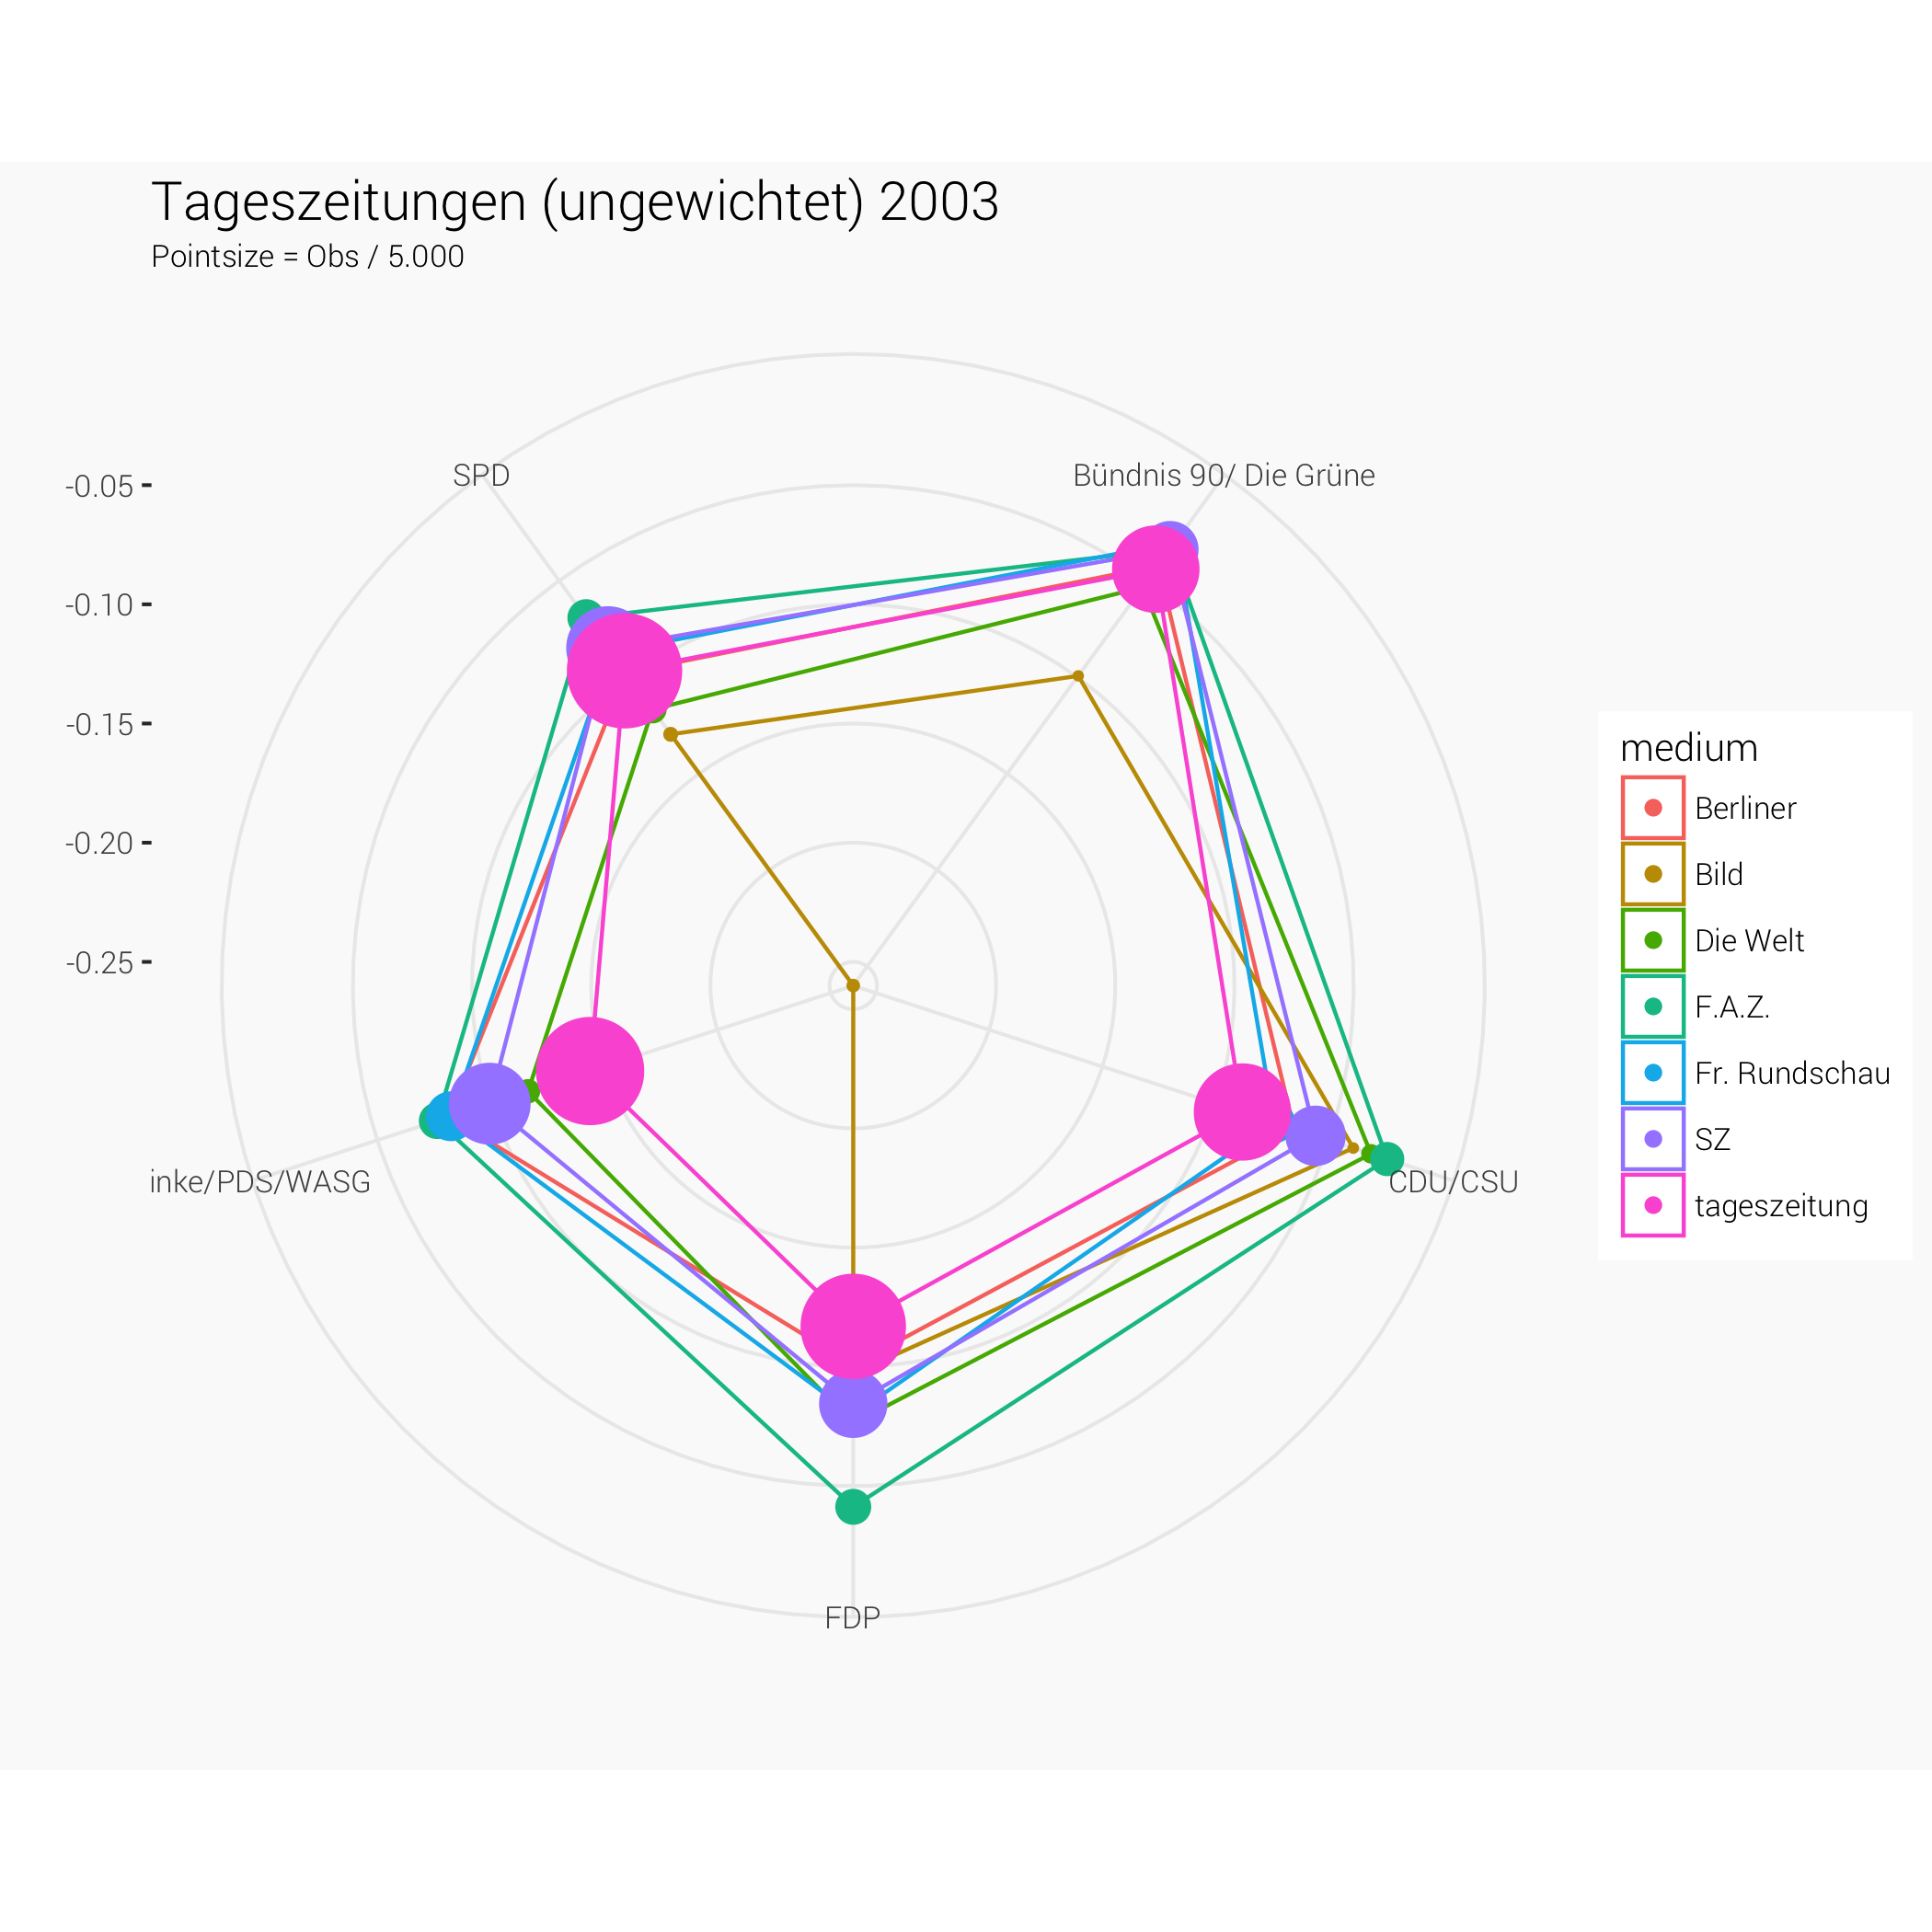 Tageszeitungen (ungewichtet) 2003
Pointsize = Obs / 5.000
SPD
Bündnis 90/ Die Grüne
-0.05
-0.10
-0.15
-0.20
-0.25
inke/PDS/WASG
CDU/CSU
FDP
medium
Berliner
Bild
Die Welt
F.A.Z.
Fr. Rundschau
SZ
tageszeitung